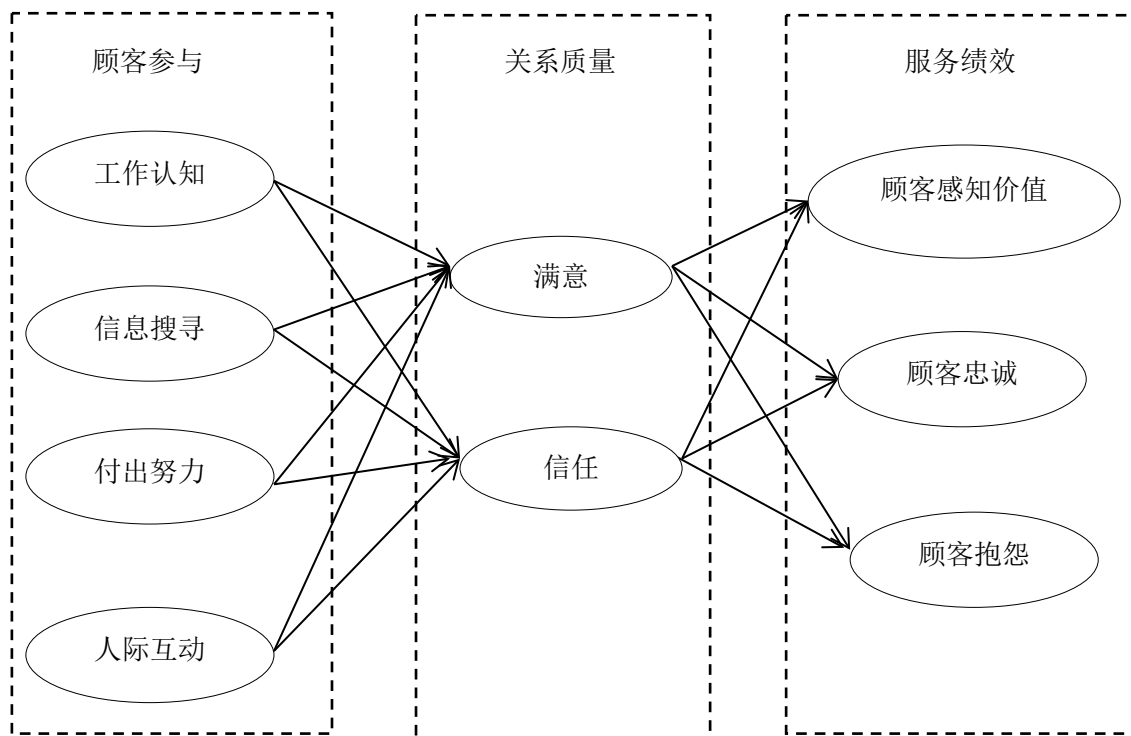 顾客参与
关系质量
服务绩效
工作认知
信息搜寻
付出努力
人际互动
满意
信任
顾客感知价值
顾客忠诚
顾客抱怨